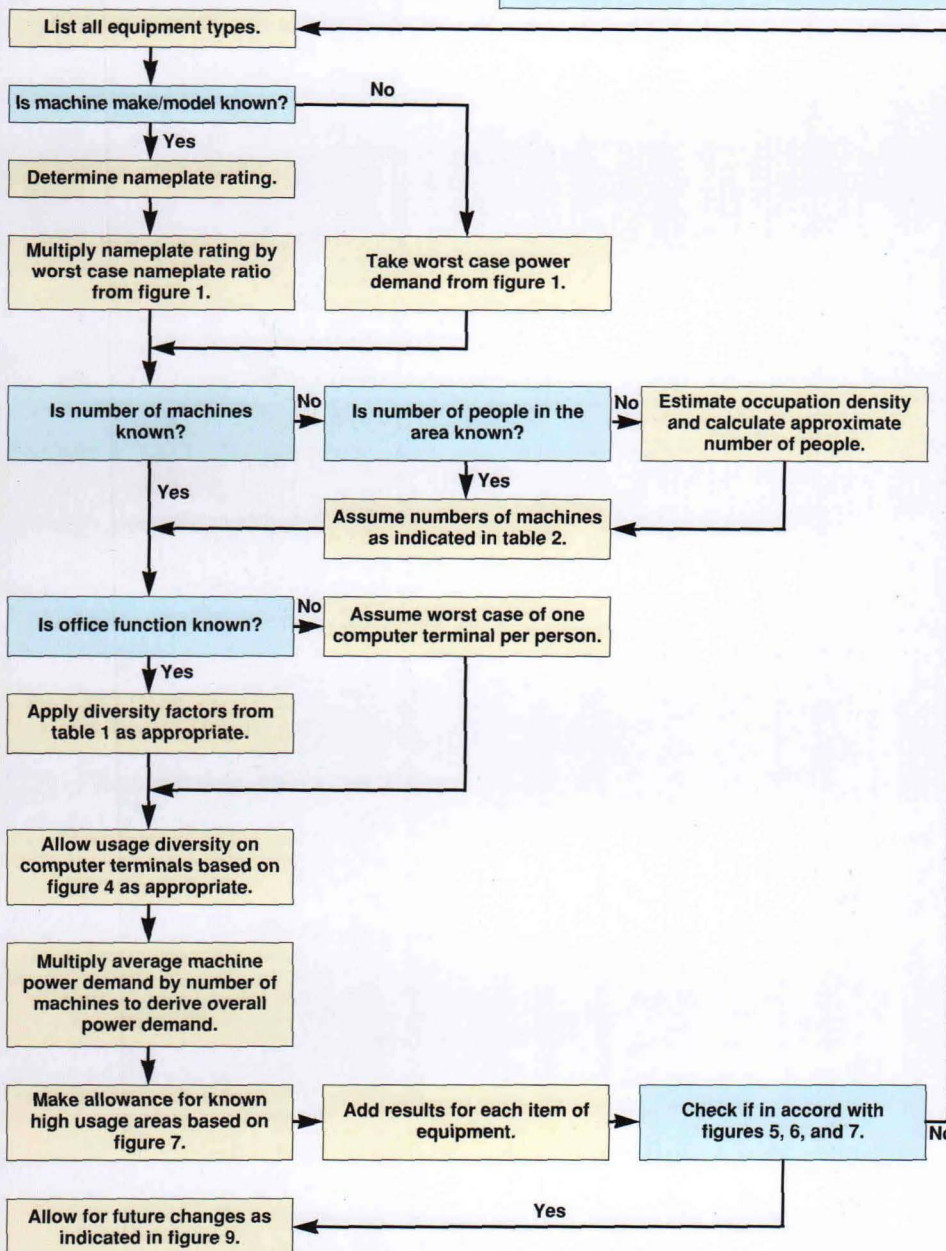 List all equipment types.
Is machine make/model known?
No
Yes
Determine nameplate rating.
Multiply nameplate rating by
worst case nameplate ratio
from figure 1.
Take worst case power
demand from figure 1.
Is number of machines
known?
No
Is number of people in the
area known?
No
Estimate occupation density
and calculate approximate
number of people.
Yes
Yes
Assume numbers of machines
as indicated in table 2.
Is office function known?
No
Assume worst case of one
computer terminal per person.
Yes
Apply diversity factors from
table 1 as appropriate.
Allow usage diversity on
computer terminals based on
figure 4 as appropriate.
Multiply average machine
power demand by number of
machines to derive overall
power demand.
Make allowance for known
high usage areas based on
figure 7.
Add results for each item of
equipment.
Check if in accord with
figures 5, 6, and 7.
No
Yes
Allow for future changes as
indicated in figure 9.